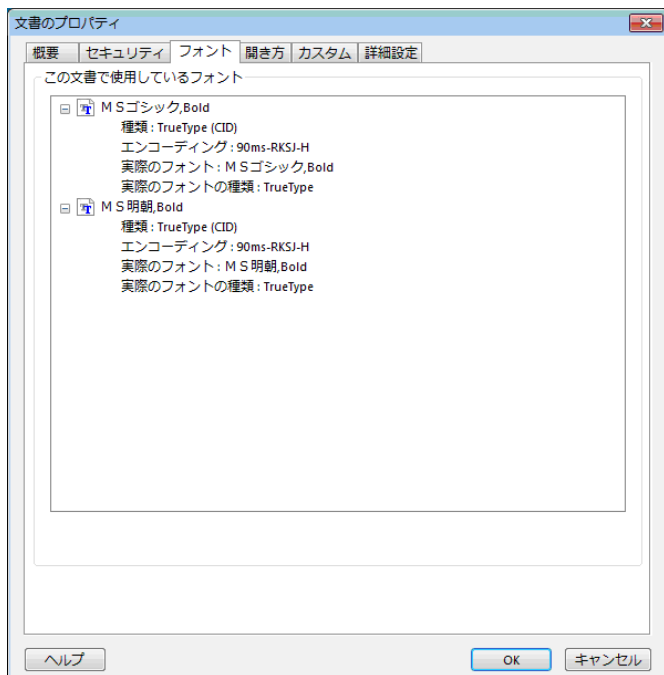 文書のプロパティ
概要 セキュリティ フォント 開き方 カスタム 詳細設定
この文書で使用しているフォント
ＭＳゴシック,Bold
種類 : TrueType (CID)
エンコーディング : 90ms-RKSJ-H
実際のフォント : ＭＳゴシック,Bold
実際のフォントの種類 : TrueType
ＭＳ明朝,Bold
種類 : TrueType (CID)
エンコーディング : 90ms-RKSJ-H
実際のフォント : ＭＳ明朝,Bold
実際のフォントの種類 : TrueType
ヘルプ OK キャンセル